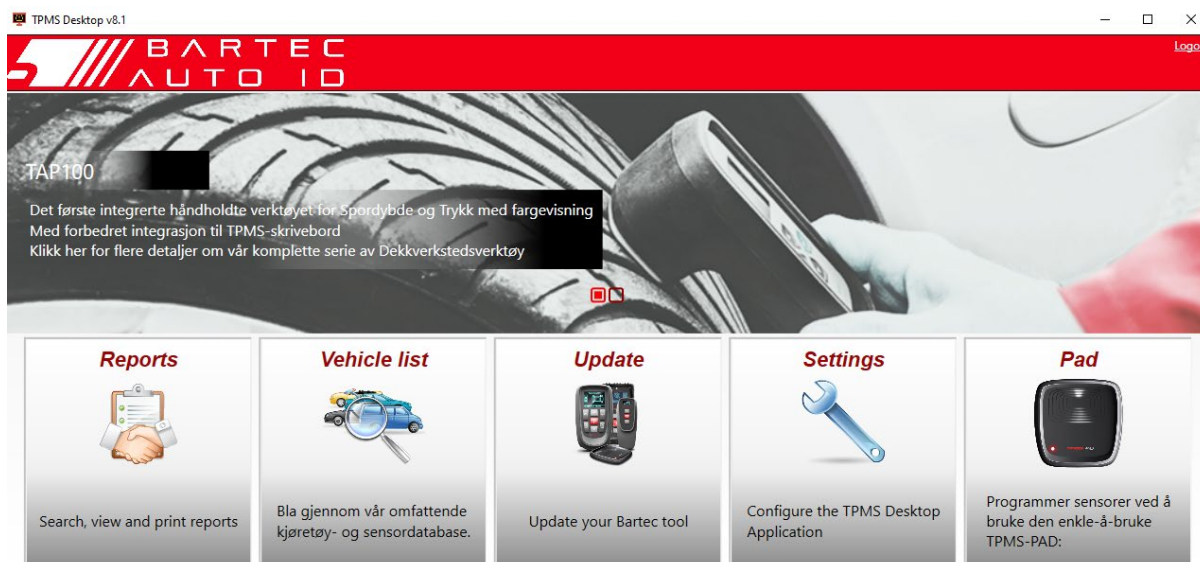 TPMS Desktop v8.1
Logo
BARTEC
AUTO ID
TAP100
Det første integrerte håndholdte verktøyet for Spordybde og Trykk med fargevisning
Med forbedret integrasjon til TPMS-skrivebord
Klikk her for flere detaljer om vår komplette serie av Dekkverkstedsverktøy
Reports
Search, view and print reports
Vehicle list
Bla gjennom vår omfattende
kjøretøy- og sensordatabase.
Update
Update your Bartec tool
Settings
Configure the TPMS Desktop
Application
Pad
Programmer sensorer ved å
bruke den enkle-å-bruke
TPMS-PAD: